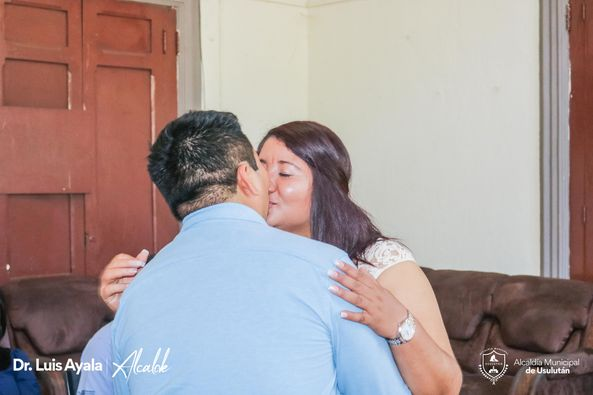 Dr. Luis Ayala
Alcalde
Alcaldía Municipal
de Usulután